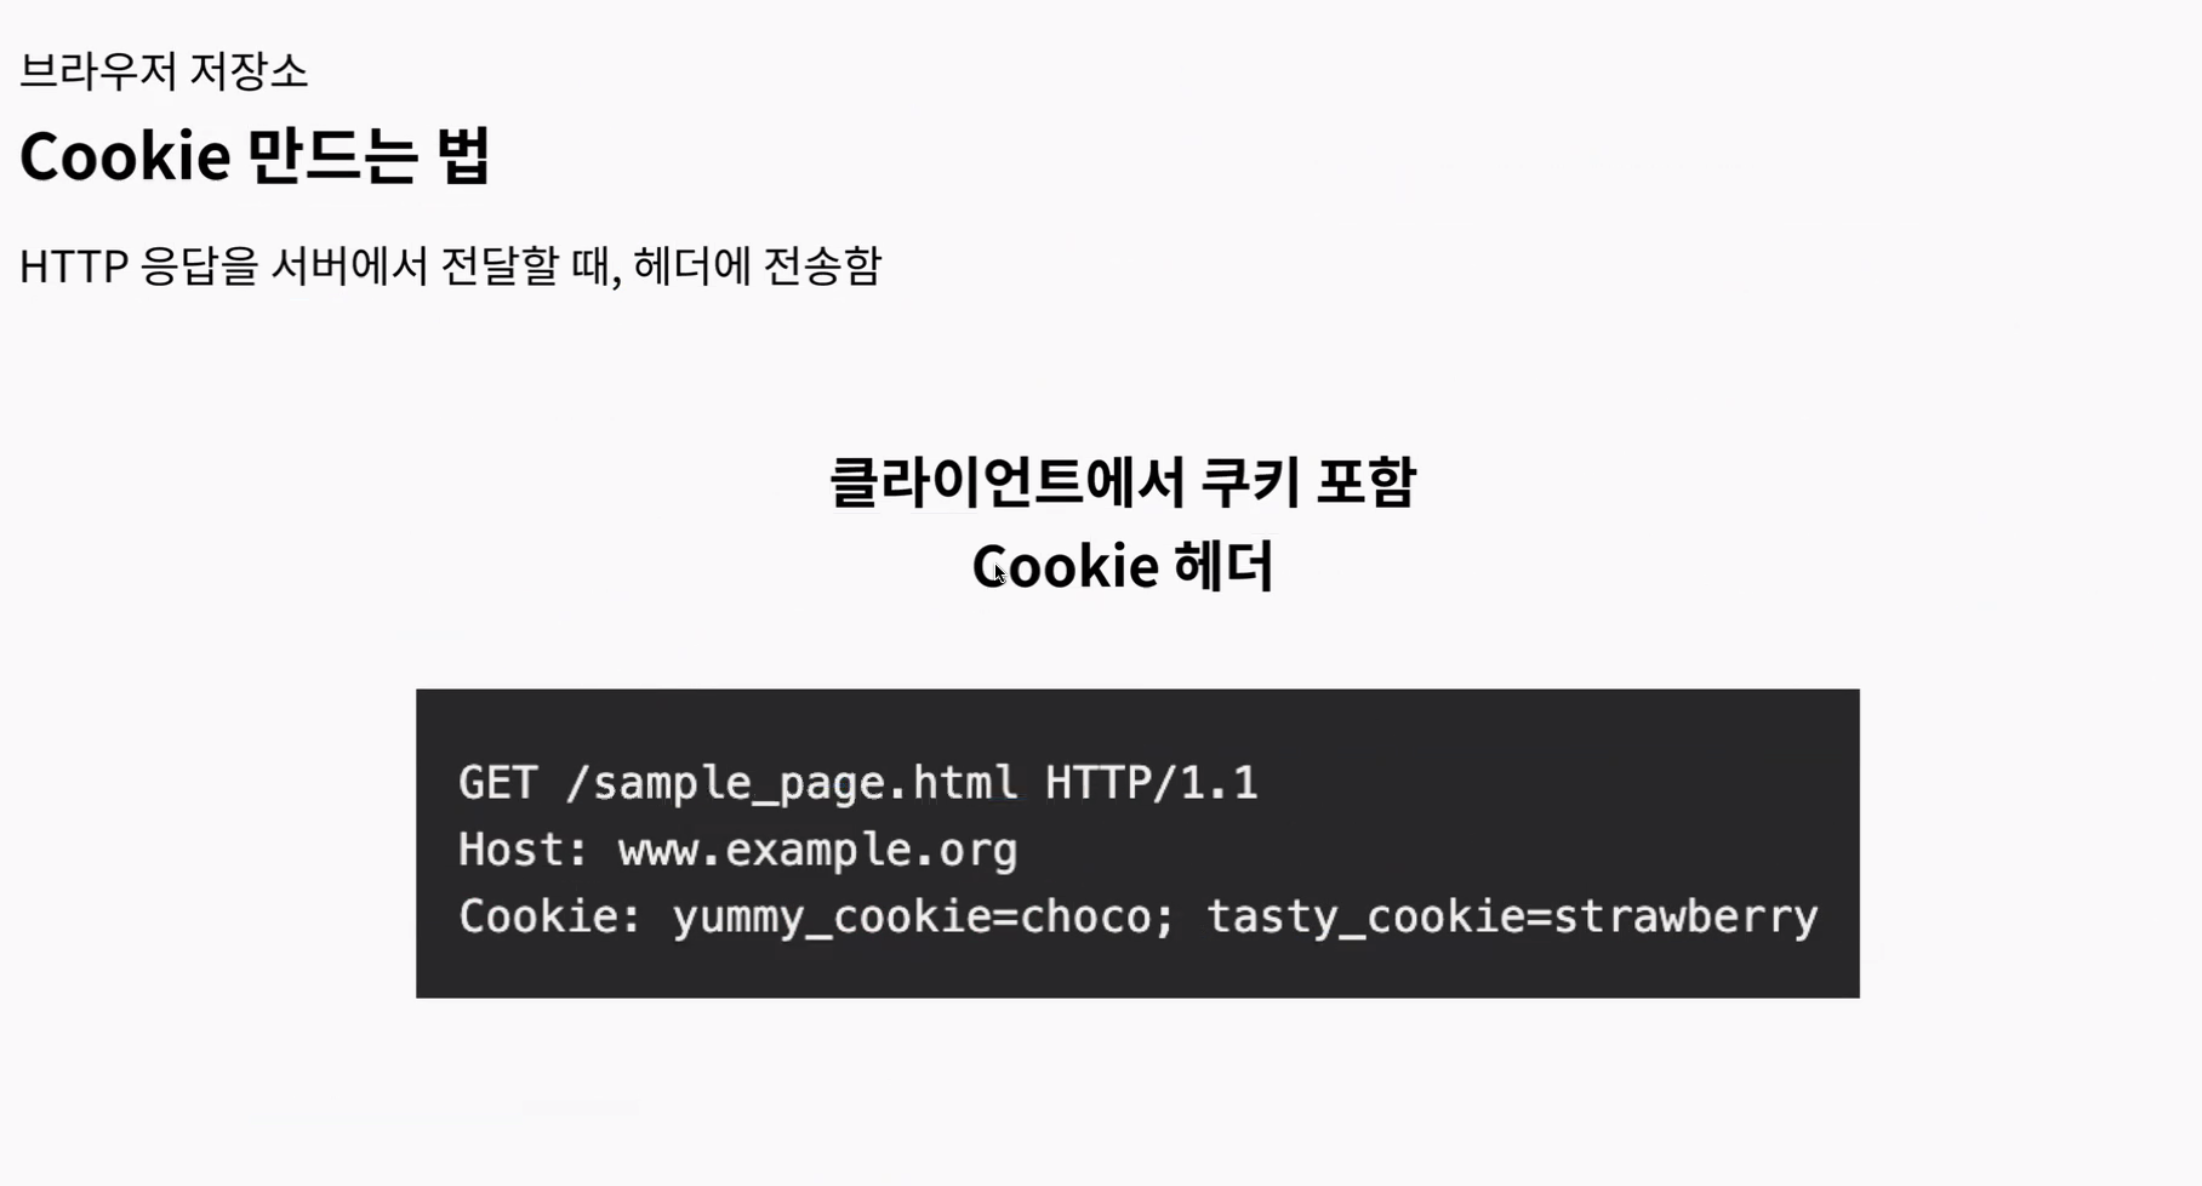 브라우저 저장소
Cookie 만드는 법
HTTP 응답을 서버에서 전달할 때, 헤더에 전송함
클라이언트에서 쿠키 포함
Cookie 헤더
GET /sample_page.html HTTP/1.1
Host: www.example.org
Cookie: yummy_cookie=choco; tasty_cookie=strawberry